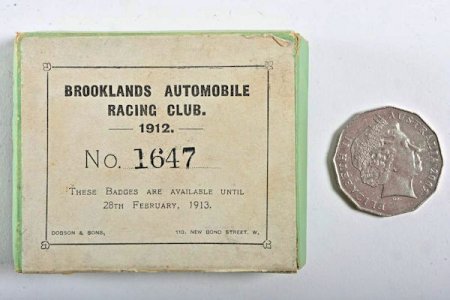 BROOKLANDS AUTOMOBILE
RACING CLUB.
— 1912. —
No. 1647
THESE BADGES ARE AVAILABLE UNTIL
28TH FEBRUARY, 1913.
DOBSON & SONS, 110, NEW BOND STREET, W.
ELIZABETH II AUSTRALIA